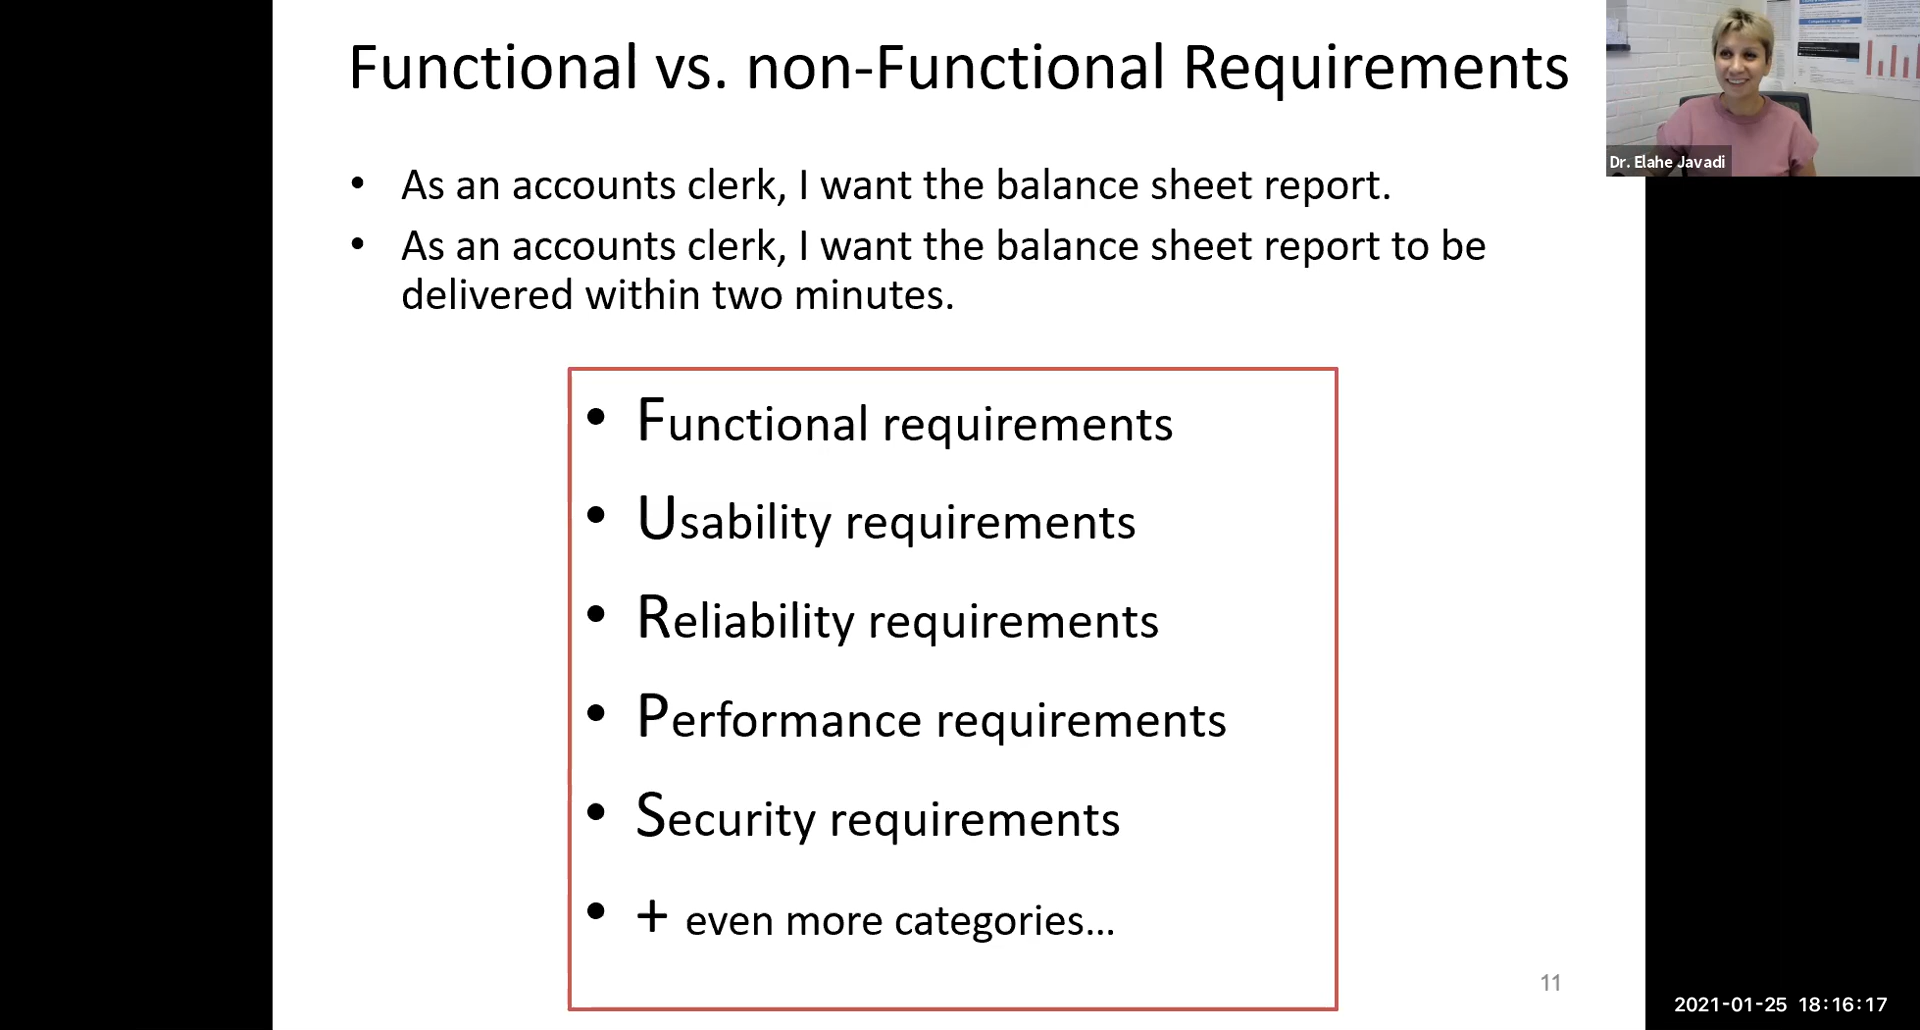 Functional vs. non-Functional Requirements
Dr. Elahe Javadi
• As an accounts clerk, I want the balance sheet report.
• As an accounts clerk, I want the balance sheet report to be
delivered within two minutes.
• Functional requirements
• Usability requirements
• Reliability requirements
• Performance requirements
• Security requirements
• + even more categories…
11
2021-01-25 18:16:17